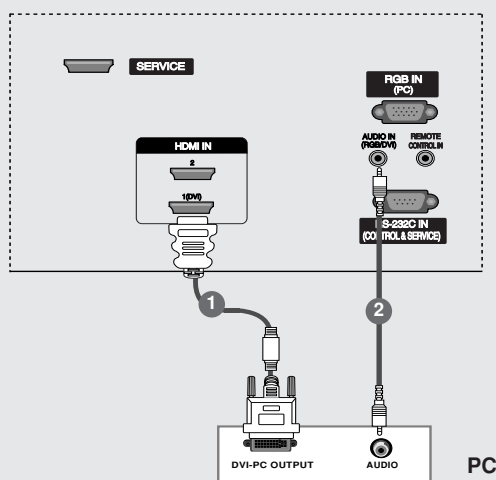 SERVICE
RGB IN
(PC)
AUDIO IN
(RGB/DVI)
REMOTE
CONTROL IN
HDMI IN
2
1(DVI)
RS-232C IN
(CONTROL & SERVICE)
1
2
DVI-PC OUTPUT
AUDIO
PC